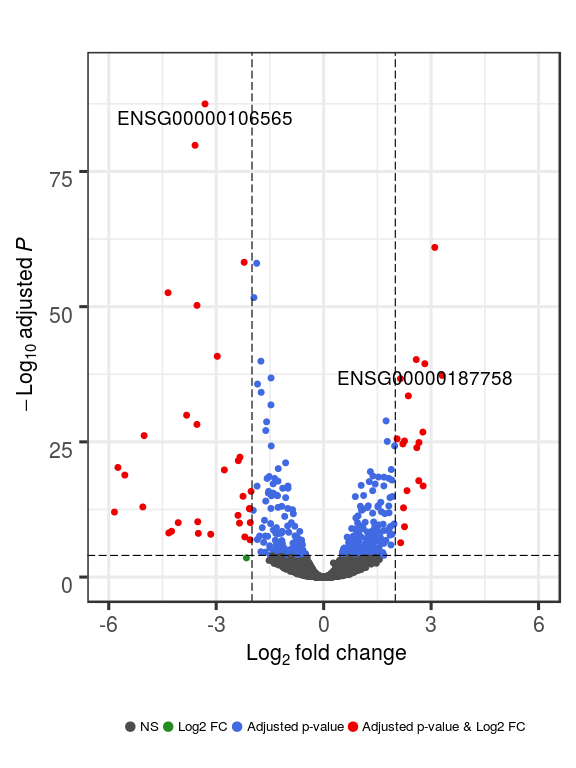 ENSG00000106565
ENSG00000187758
75
50
25
0
−Log10 adjusted P
-6 -3 0 3 6
Log2 fold change
NS Log2 FC Adjusted p-value Adjusted p-value & Log2 FC